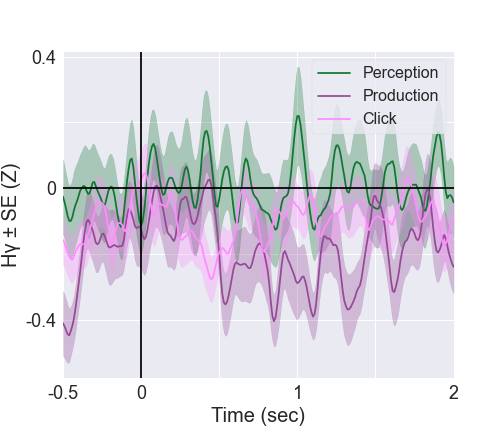 0.4
Perception
Production
Click
0
Hγ ± SE (Z)
-0.4
-0.5
0
1
2
Time (sec)